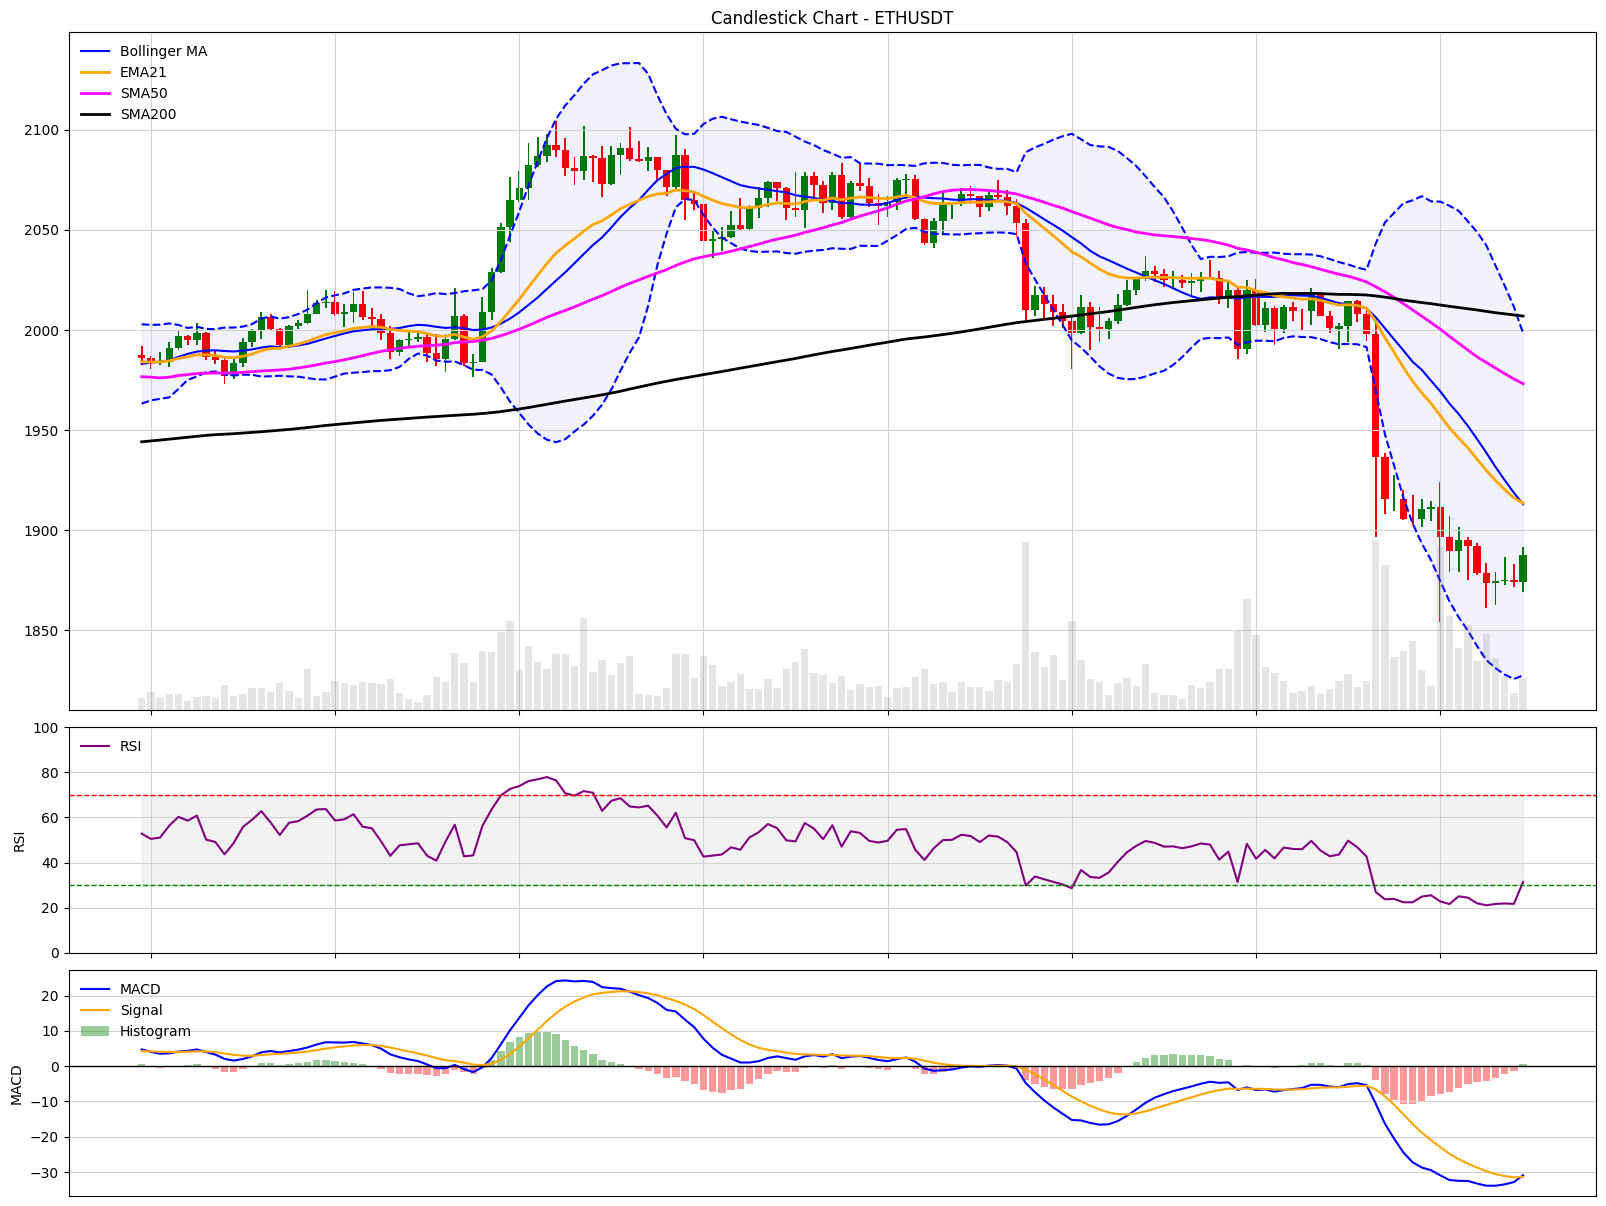 Candlestick Chart - ETHUSDT
Bollinger MA
EMA21
SMA50
SMA200
2100
2050
2000
1950
1900
1850
100
80
60
40
20
0
RSI
RSI
20
10
0
−10
−20
−30
MACD
MACD
Signal
Histogram